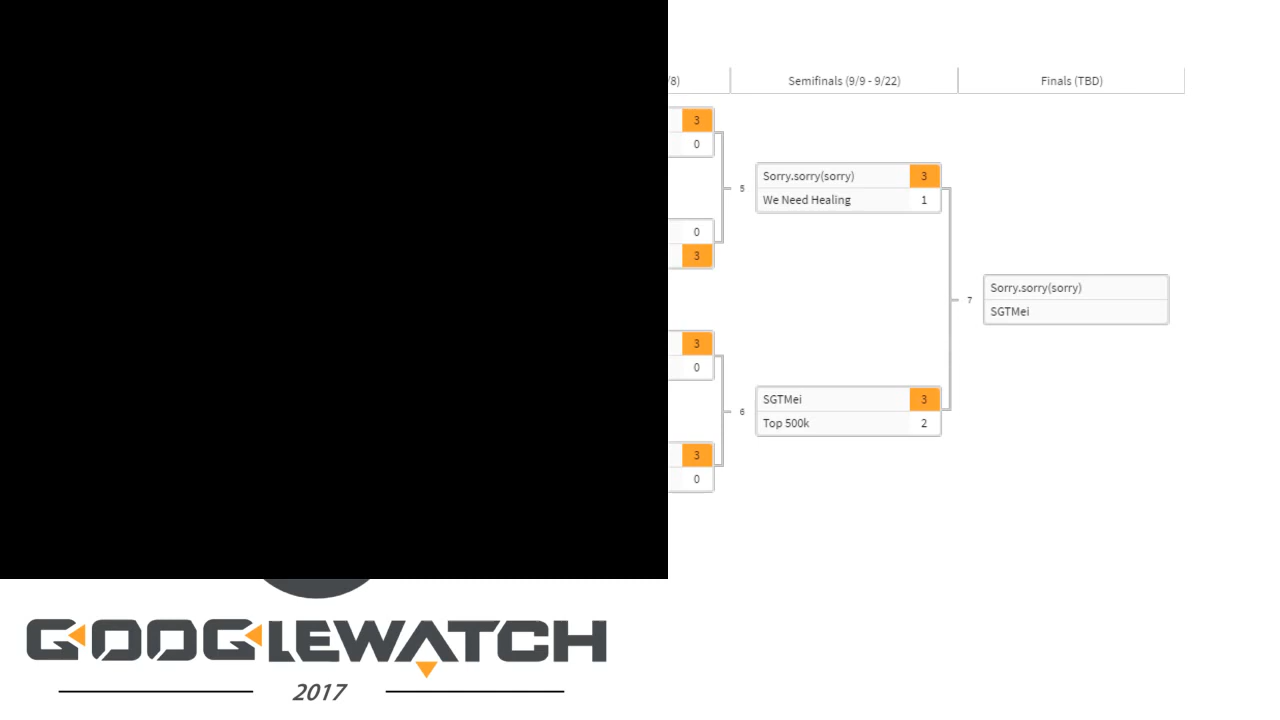 /8)
Semifinals (9/9 - 9/22)
Finals (TBD)
3
0
5
Sorry.sorry(sorry) 3
We Need Healing 1
0
3
7
Sorry.sorry(sorry)
SGTMei
3
0
6
SGTMei 3
Top 500k 2
3
0
GOOGLEWATCH
2017